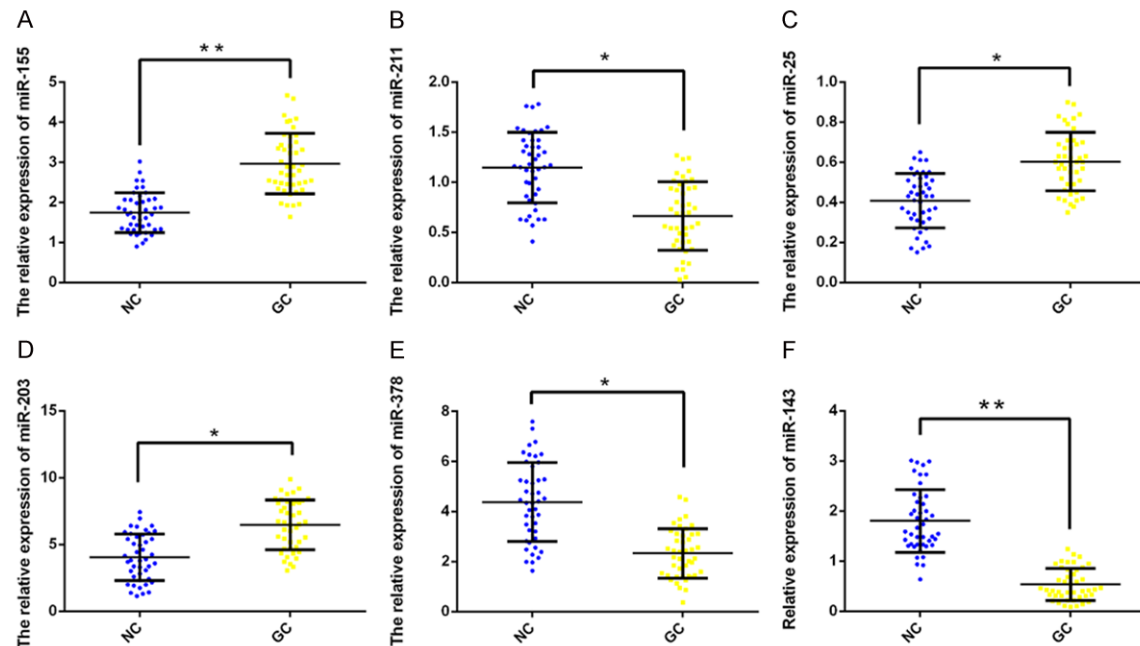 A
The relative expression of miR-155
5
4
3
2
1
0
**
NC
GC
B
The relative expression of miR-211
2.0
1.5
1.0
0.5
0.0
*
NC
GC
C
The relative expression of miR-25
1.0
0.8
0.6
0.4
0.2
0.0
*
NC
GC
D
The relative expression of miR-203
15
10
5
0
*
NC
GC
E
The relative expression of miR-378
8
6
4
2
0
*
NC
GC
F
Relative expression of miR-143
4
3
2
1
0
**
NC
GC